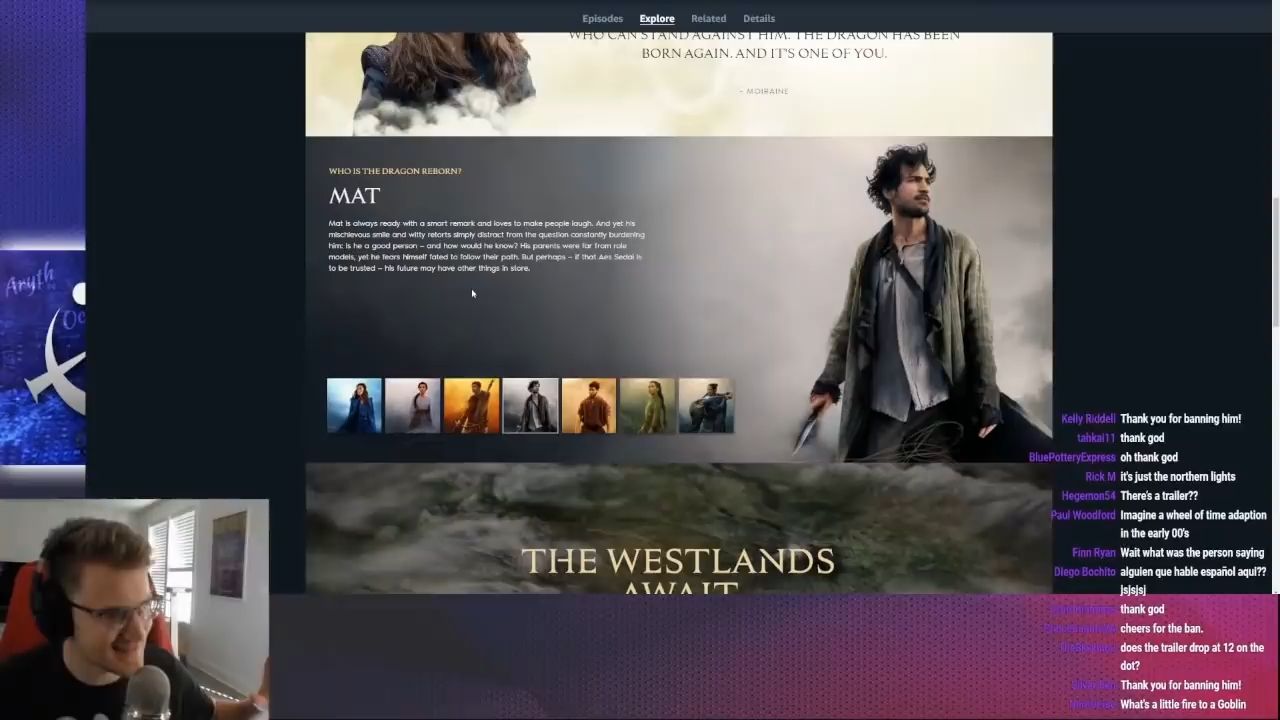 Episodes Explore Related Details
WHO CAN STAND AGAINST HIM. THE DRAGON HAS BEEN
BORN AGAIN. AND IT'S ONE OF YOU.
- MOIRAINE
WHO IS THE DRAGON REBORN?
MAT
Mat is always ready with a smart remark and loves to make people laugh. And yet his
mischievous smile and witty retorts simply distract from the question constantly burdening
him: is he a good person – and how would he know? His parents were far from role
models, yet he fears himself fated to follow their path. But perhaps – if that Aes Sedai is
to be trusted – his future may have other things in store.
THE WESTLANDS
AWAIT
Aryth
Oc
Kelly Riddell Thank you for banning him!
tahkai11 thank god
BluePotteryExpress oh thank god
Rick M it's just the northern lights
Hegemon54 There's a trailer??
Paul Woodford Imagine a wheel of time adaption
in the early 00's
Finn Ryan Wait what was the person saying
Diego Bochito alguien que hable español aqui??
jsjsjsj
thank god
cheers for the ban.
does the trailer drop at 12 on the
dot?
Thank you for banning him!
What's a little fire to a Goblin